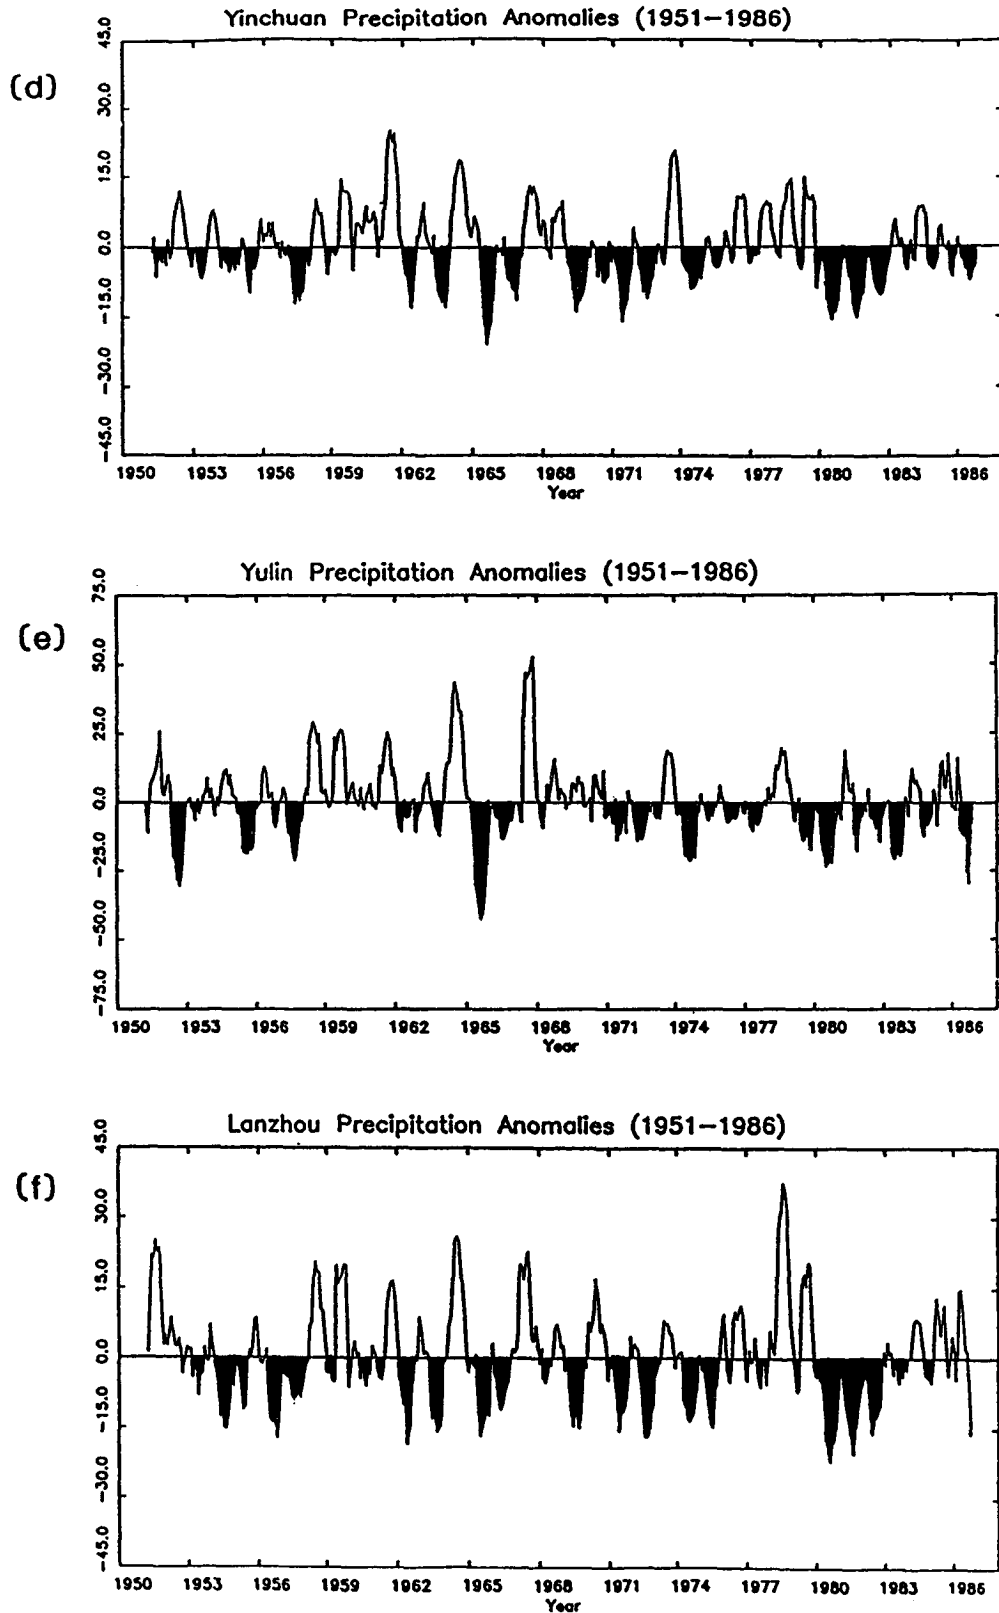 Yinchuan Precipitation Anomalies (1951−1986)
(d)
45.0
30.0
15.0
0.0
−15.0
−30.0
−45.0
1950 1953 1956 1959 1962 1965 1968 1971 1974 1977 1980 1983 1986
Year
Yulin Precipitation Anomalies (1951−1986)
(e)
75.0
50.0
25.0
0.0
−25.0
−50.0
−75.0
1950 1953 1956 1959 1962 1965 1968 1971 1974 1977 1980 1983 1986
Year
Lanzhou Precipitation Anomalies (1951−1986)
(f)
45.0
30.0
15.0
0.0
−15.0
−30.0
−45.0
1950 1953 1956 1959 1962 1965 1968 1971 1974 1977 1980 1983 1986
Year